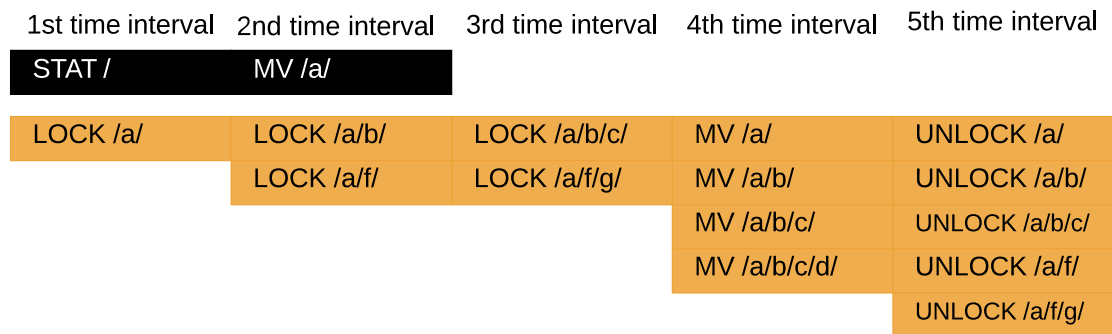 1st time interval 2nd time interval 3rd time interval 4th time interval 5th time interval
STAT / MV /a/
LOCK /a/ LOCK /a/b/ LOCK /a/b/c/ MV /a/ UNLOCK /a/
LOCK /a/f/ LOCK /a/f/g/ MV /a/b/ UNLOCK /a/b/
MV /a/b/c/ UNLOCK /a/b/c/
MV /a/b/c/d/ UNLOCK /a/f/
UNLOCK /a/f/g/